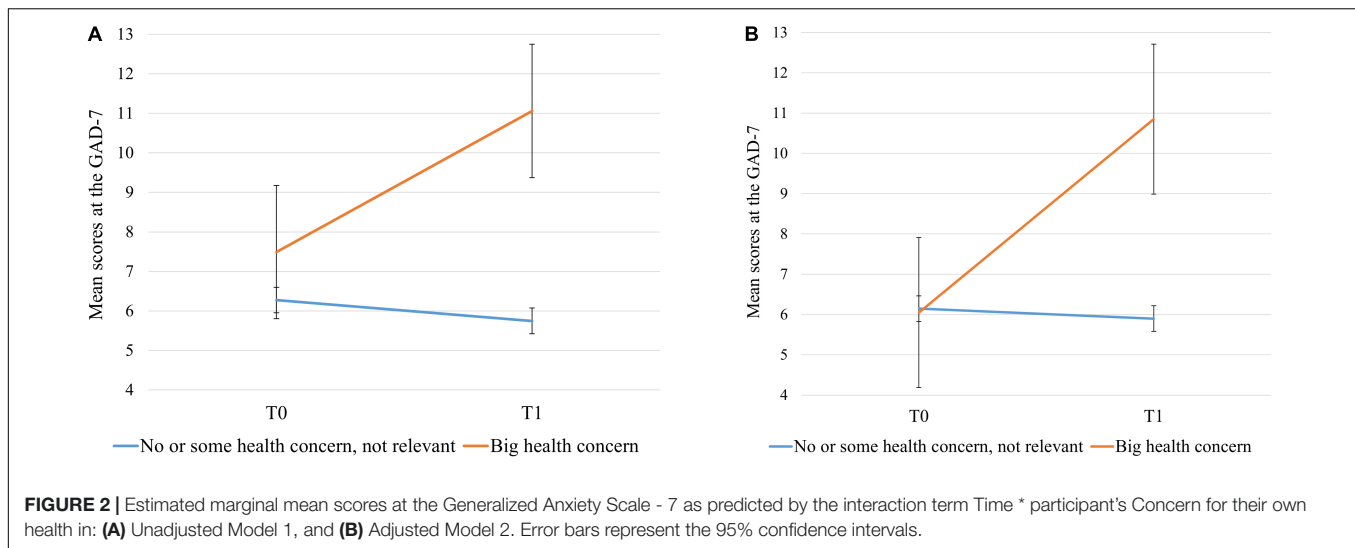 A
Mean scores at the GAD-7
13
12
11
10
9
8
7
6
5
4
T0 T1
No or some health concern, not relevant Big health concern
B
Mean scores at the GAD-7
13
12
11
10
9
8
7
6
5
4
T0 T1
No or some health concern, not relevant Big health concern
FIGURE 2 | Estimated marginal mean scores at the Generalized Anxiety Scale - 7 as predicted by the interaction term Time * participant's Concern for their own
health in: (A) Unadjusted Model 1, and (B) Adjusted Model 2. Error bars represent the 95% confidence intervals.